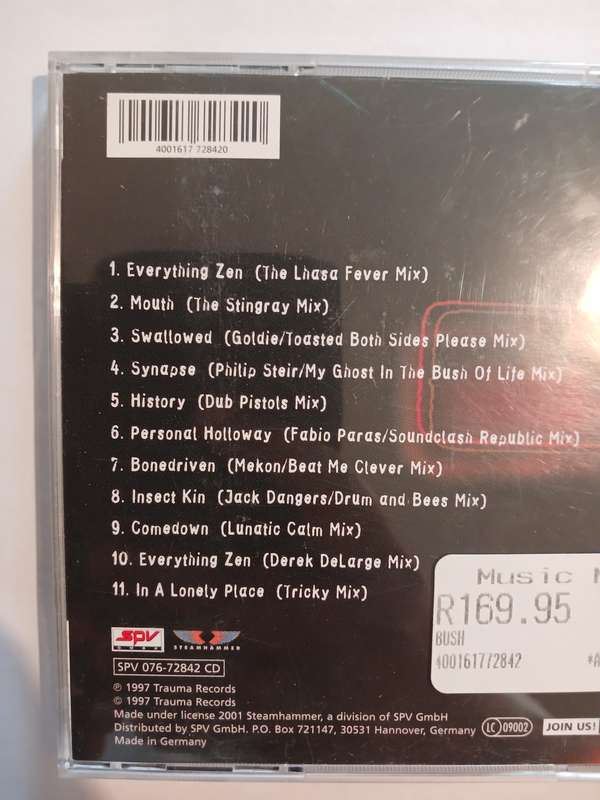 4001617 728420
1. Everything Zen (The Lhasa Fever Mix)
2. Mouth (The Stingray Mix)
3. Swallowed (Goldie/Toasted Both Sides Please Mix)
4. Synapse (Philip Steir/My Ghost In The Bush Of Life Mix)
5. History (Dub Pistols Mix)
6. Personal Holloway (Fabio Paras/Soundclash Republic Mix)
7. Bonedriven (Mekon/Beat Me Clever Mix)
8. Insect Kin (Jack Dangers/Drum and Bees Mix)
9. Comedown (Lunatic Calm Mix)
10. Everything Zen (Derek DeLarge Mix)
11. In A Lonely Place (Tricky Mix)
Music
R169.95
BUSH
400161772842 *A
spv
STEAMHAMMER
SPV 076-72842 CD
℗ 1997 Trauma Records
© 1997 Trauma Records
Made under license 2001 Steamhammer, a division of SPV GmbH
Distributed by SPV GmbH. P.O. Box 721147, 30531 Hannover, Germany
LC 09002
JOIN US!
Made in Germany